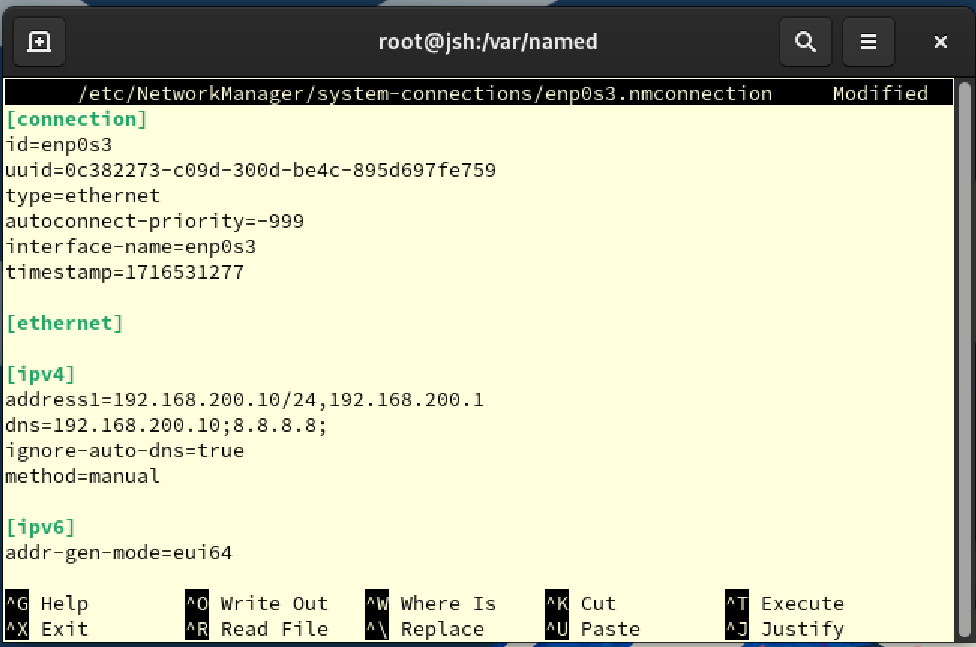 root@jsh:/var/named
/etc/NetworkManager/system-connections/enp0s3.nmconnection Modified
[connection]
id=enp0s3
uuid=0c382273-c09d-300d-be4c-895d697fe759
type=ethernet
autoconnect-priority=-999
interface-name=enp0s3
timestamp=1716531277
[ethernet]
[ipv4]
address1=192.168.200.10/24,192.168.200.1
dns=192.168.200.10;8.8.8.8;
ignore-auto-dns=true
method=manual
[ipv6]
addr-gen-mode=eui64
^G Help ^O Write Out ^W Where Is ^K Cut ^T Execute
^X Exit ^R Read File ^\ Replace ^U Paste ^J Justify